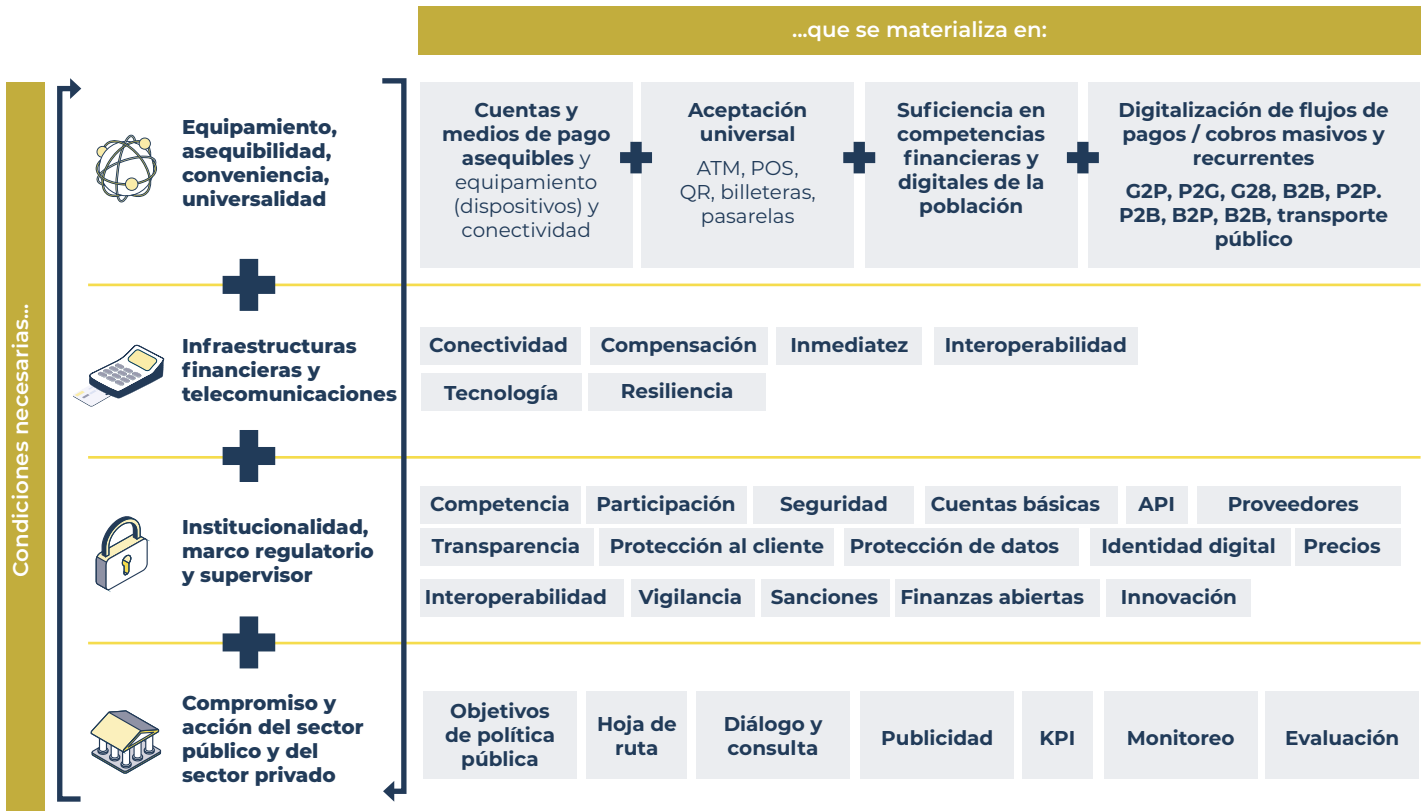 ...que se materializa en:
Condiciones necesarias...
Equipamiento,
asequibilidad,
conveniencia,
universalidad
Cuentas y
medios de pago
asequibles y
equipamiento
(dispositivos) y
conectividad
Aceptación
universal
ATM, POS,
QR, billeteras,
pasarelas
Suficiencia en
competencias
financieras y
digitales de la
población
Digitalización de flujos de
pagos / cobros masivos y
recurrentes
G2P, P2G, G28, B2B, P2P.
P2B, B2P, B2B, transporte
público
Infraestructuras
financieras y
telecomunicaciones
Conectividad Compensación Inmediatez Interoperabilidad
Tecnología Resiliencia
Institucionalidad,
marco regulatorio
y supervisor
Competencia Participación Seguridad Cuentas básicas API Proveedores
Transparencia Protección al cliente Protección de datos Identidad digital Precios
Interoperabilidad Vigilancia Sanciones Finanzas abiertas Innovación
Compromiso y
acción del sector
público y del
sector privado
Objetivos
de política
pública
Hoja de
ruta
Diálogo y
consulta
Publicidad
KPI
Monitoreo
Evaluación